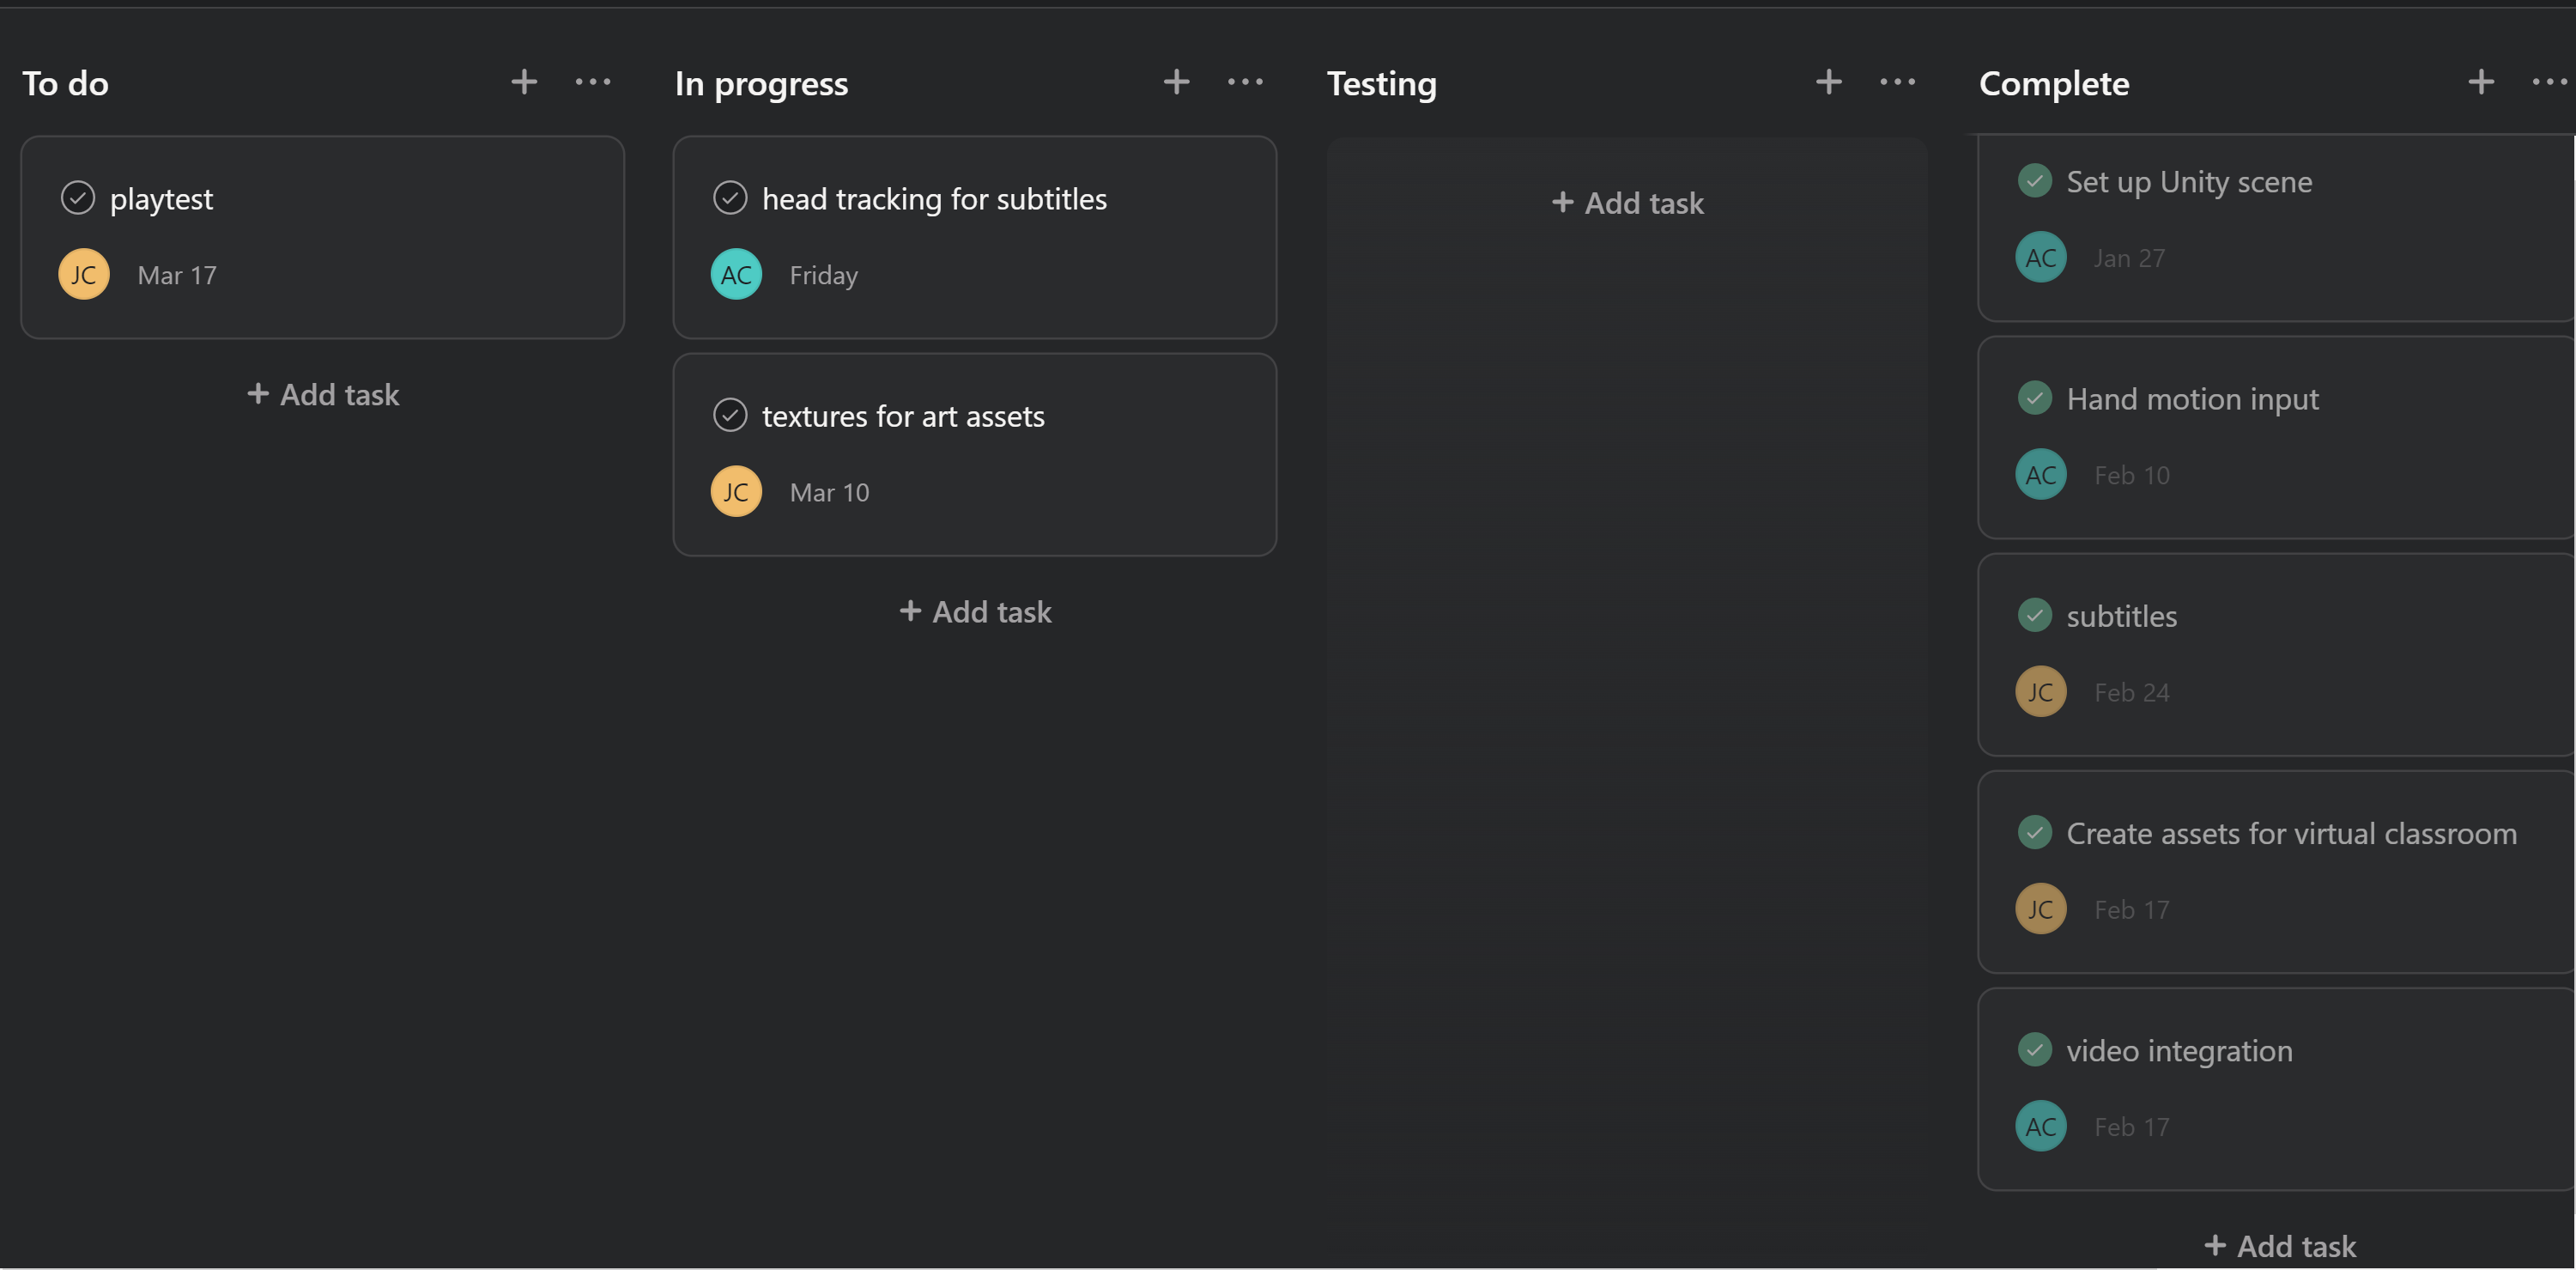 To do
playtest
JC Mar 17
+ Add task
In progress
head tracking for subtitles
AC Friday
textures for art assets
JC Mar 10
+ Add task
Testing
+ Add task
Complete
Set up Unity scene
AC Jan 27
Hand motion input
AC Feb 10
subtitles
JC Feb 24
Create assets for virtual classroom
JC Feb 17
video integration
AC Feb 17
+ Add task